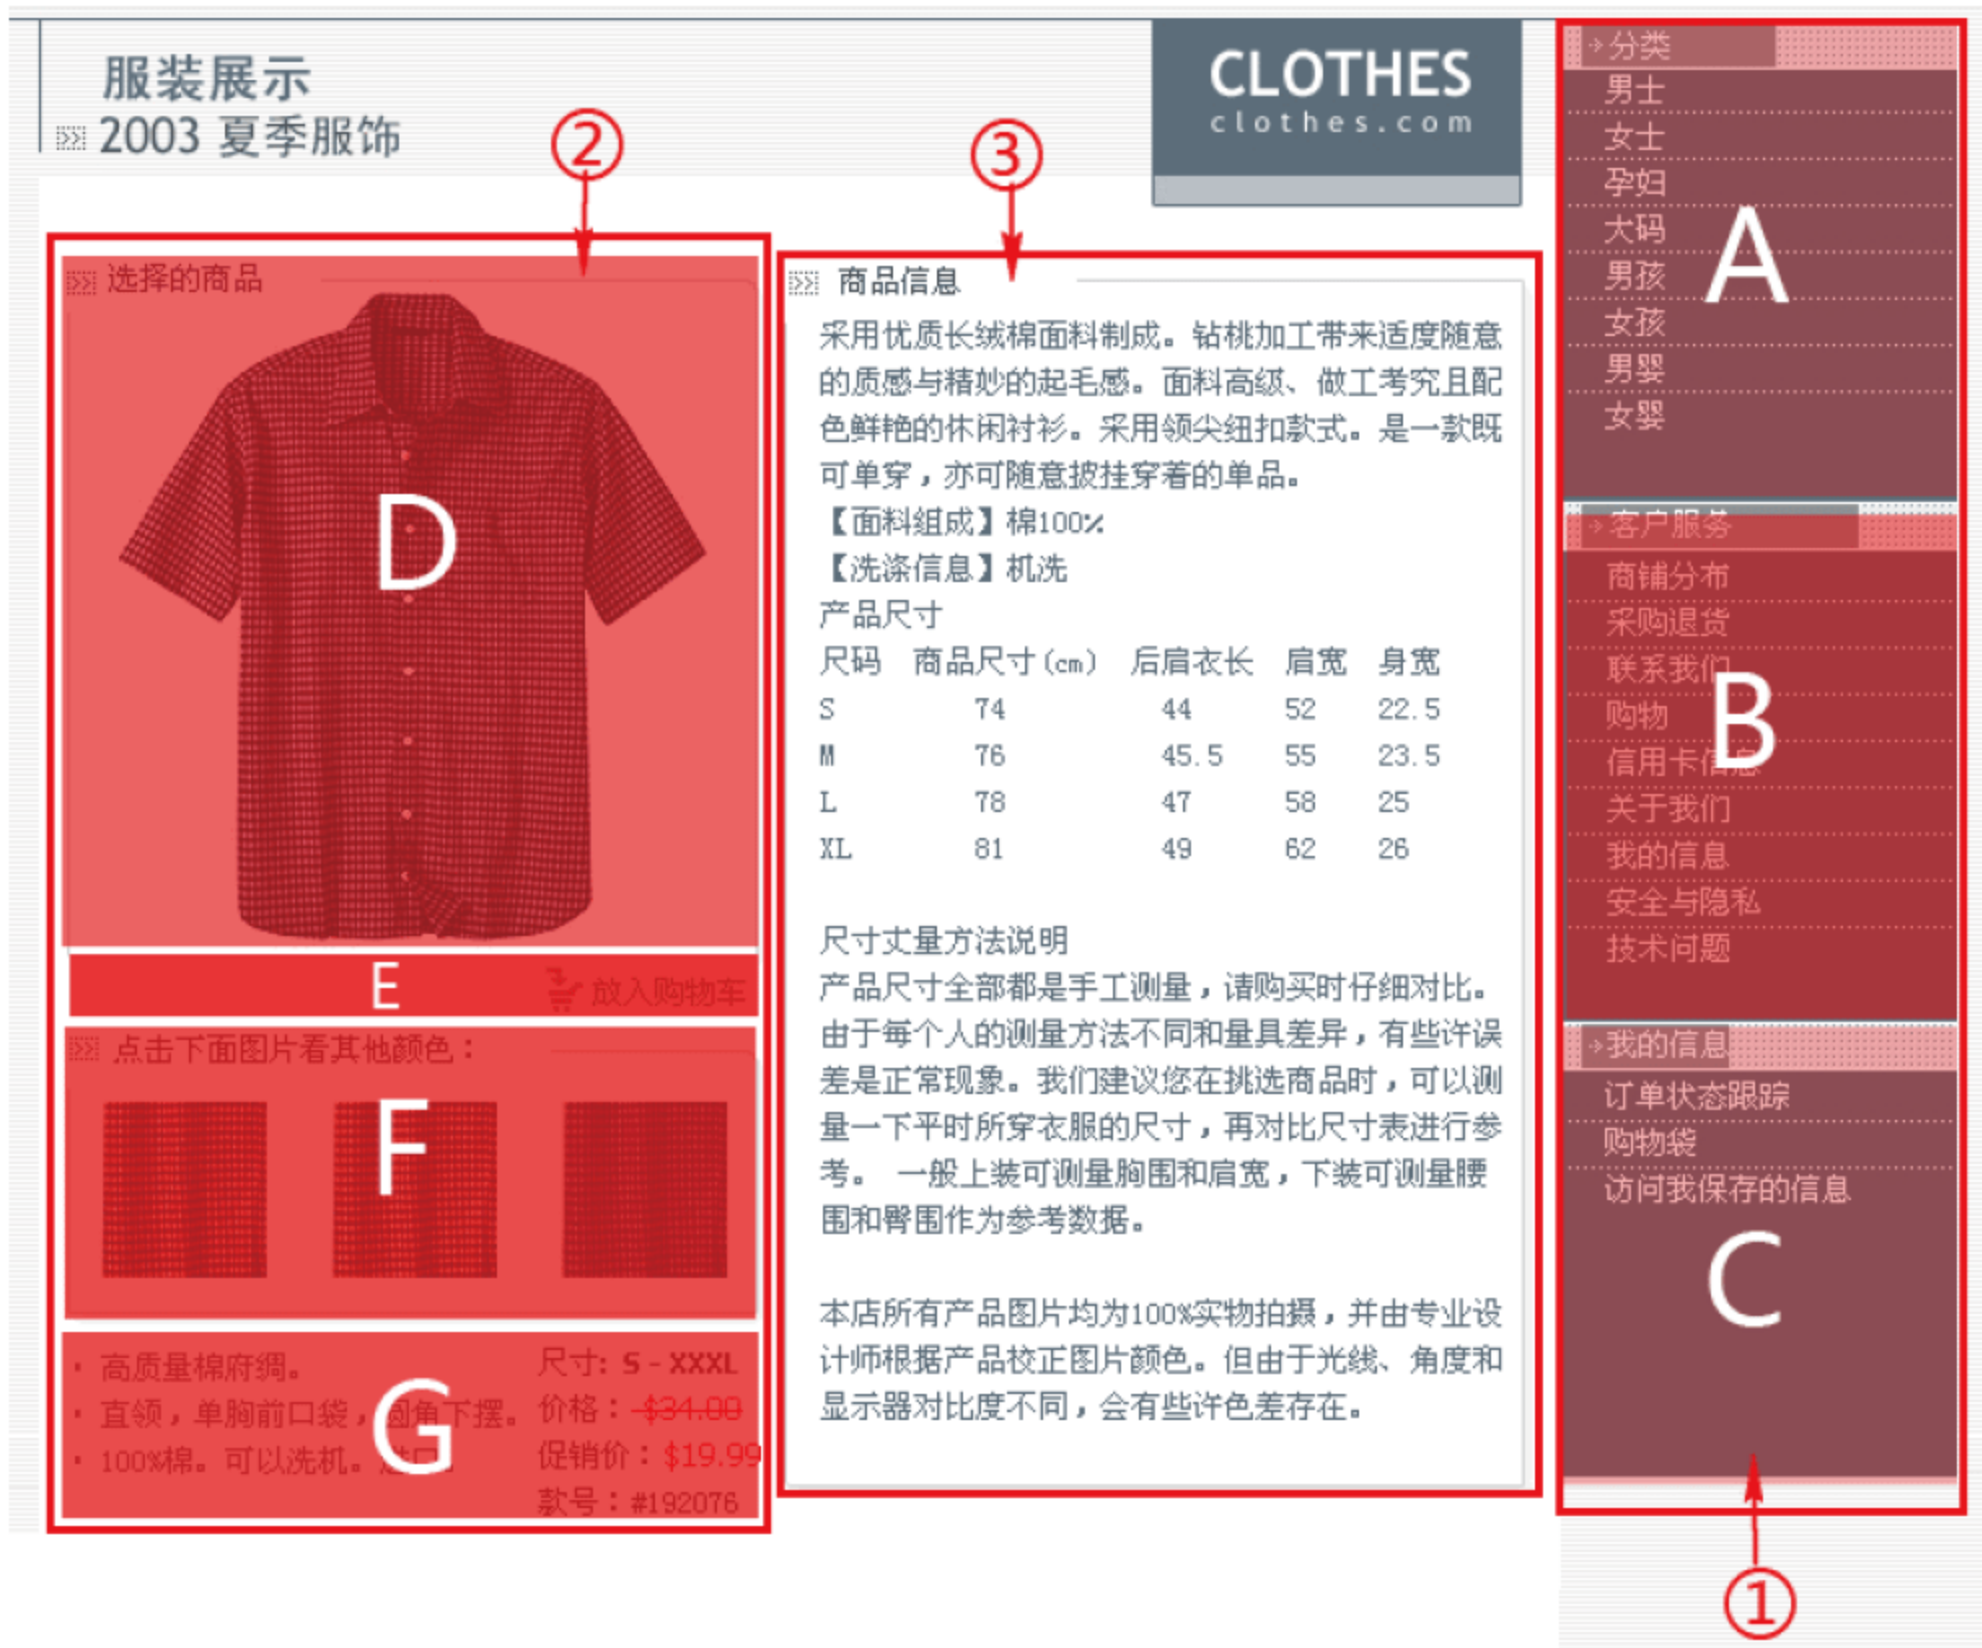 服装展示
2003 夏季服饰
CLOTHES
clothes.com
②
③
选择的商品
D
E
放入购物车
点击下面图片看其他颜色：
F
· 高质量棉府绸。
· 直领，单胸前口袋，圆角下摆。
· 100%棉。可以洗机。进口。
G
尺寸: S - XXXL
价格：$34.00
促销价：$19.99
款号：#192076
商品信息
采用优质长绒棉面料制成。钻桃加工带来适度随意
的质感与精妙的起毛感。面料高级、做工考究且配
色鲜艳的休闲衬衫。采用领尖纽扣款式。是一款既
可单穿，亦可随意披挂穿着的单品。
【面料组成】棉100%
【洗涤信息】机洗
产品尺寸
尺码 商品尺寸(cm) 后肩衣长 肩宽 身宽
S 74 44 52 22.5
M 76 45.5 55 23.5
L 78 47 58 25
XL 81 49 62 26
尺寸丈量方法说明
产品尺寸全部都是手工测量，请购买时仔细对比。
由于每个人的测量方法不同和量具差异，有些许误
差是正常现象。我们建议您在挑选商品时，可以测
量一下平时所穿衣服的尺寸，再对比尺寸表进行参
考。 一般上装可测量胸围和肩宽，下装可测量腰
围和臀围作为参考数据。
本店所有产品图片均为100%实物拍摄，并由专业设
计师根据产品校正图片颜色。但由于光线、角度和
显示器对比度不同，会有些许色差存在。
分类
男士
女士
孕妇
大码
男孩
女孩
男婴
女婴
A
客户服务
商铺分布
采购退货
联系我们
购物
信用卡信息
关于我们
我的信息
安全与隐私
技术问题
B
我的信息
订单状态跟踪
购物袋
访问我保存的信息
C
①